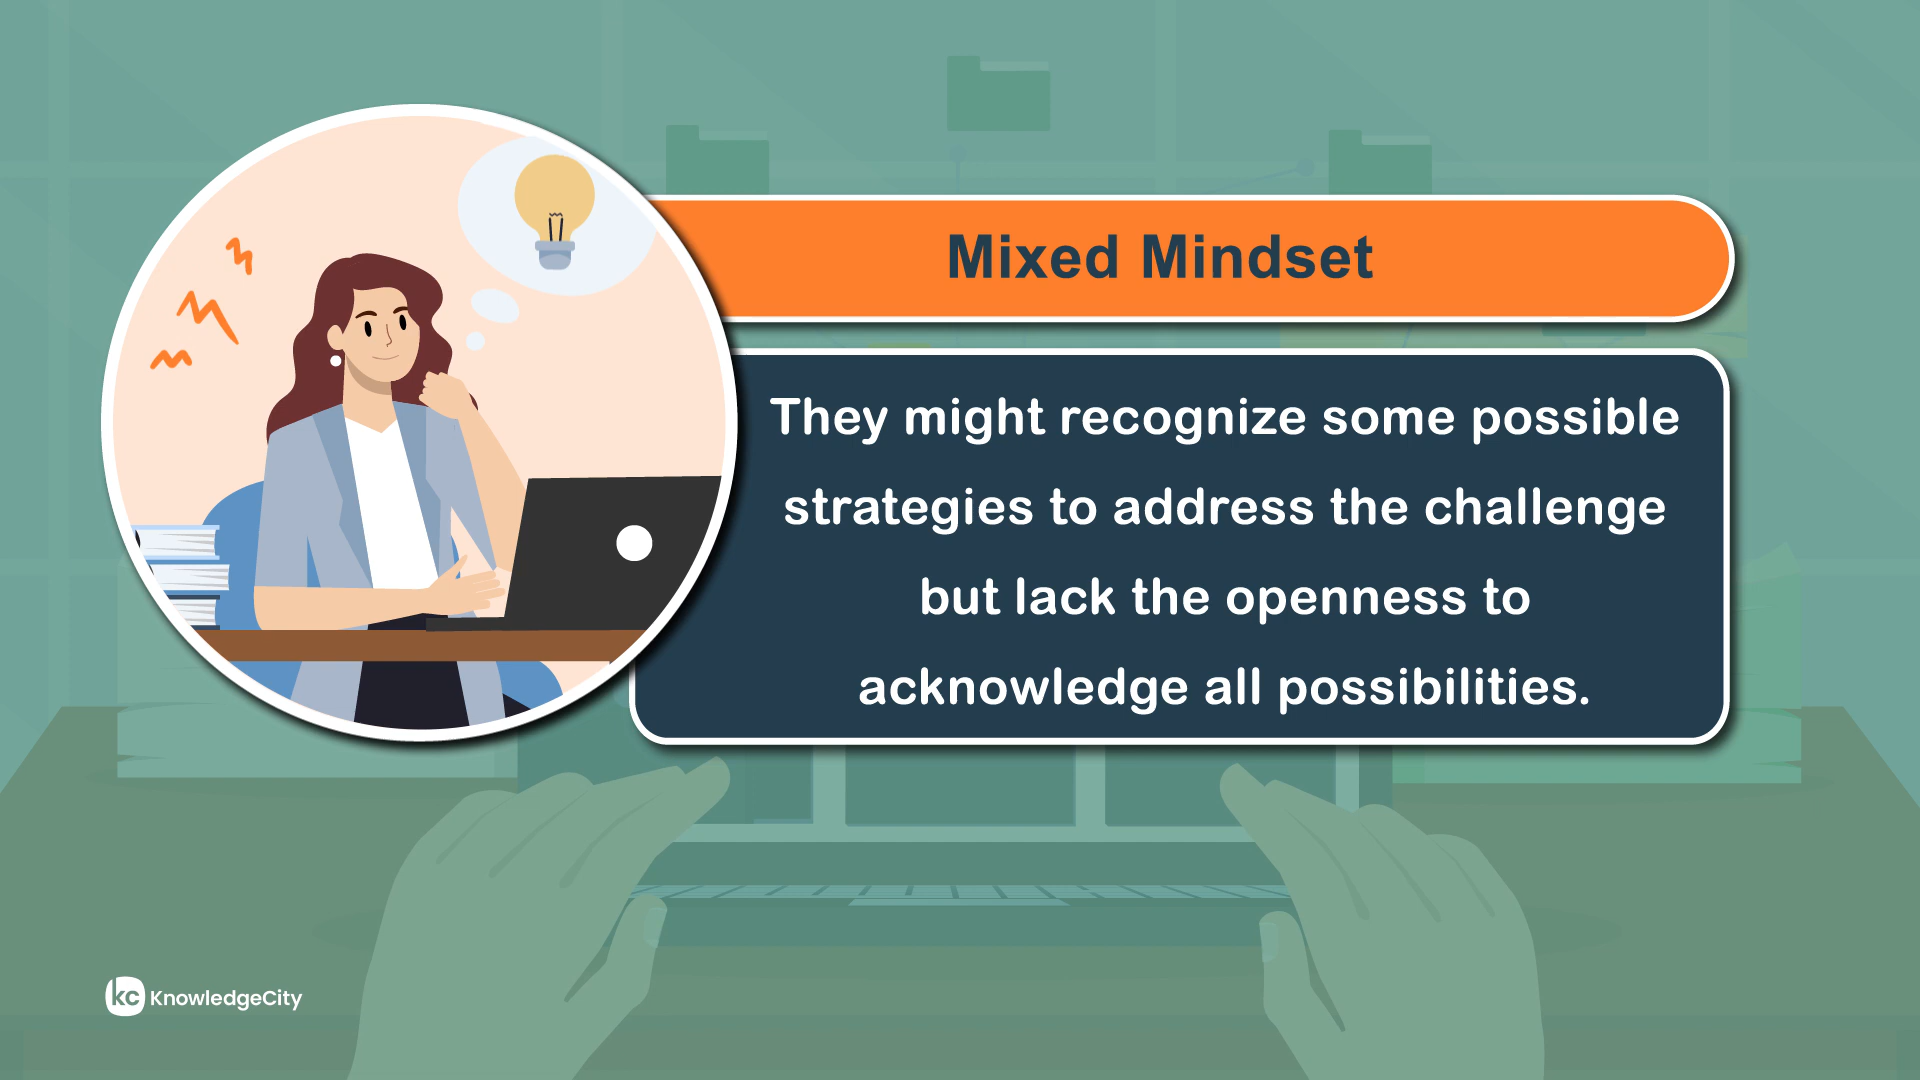 Mixed Mindset
They might recognize some possible
strategies to address the challenge
but lack the openness to
acknowledge all possibilities.
kc KnowledgeCity